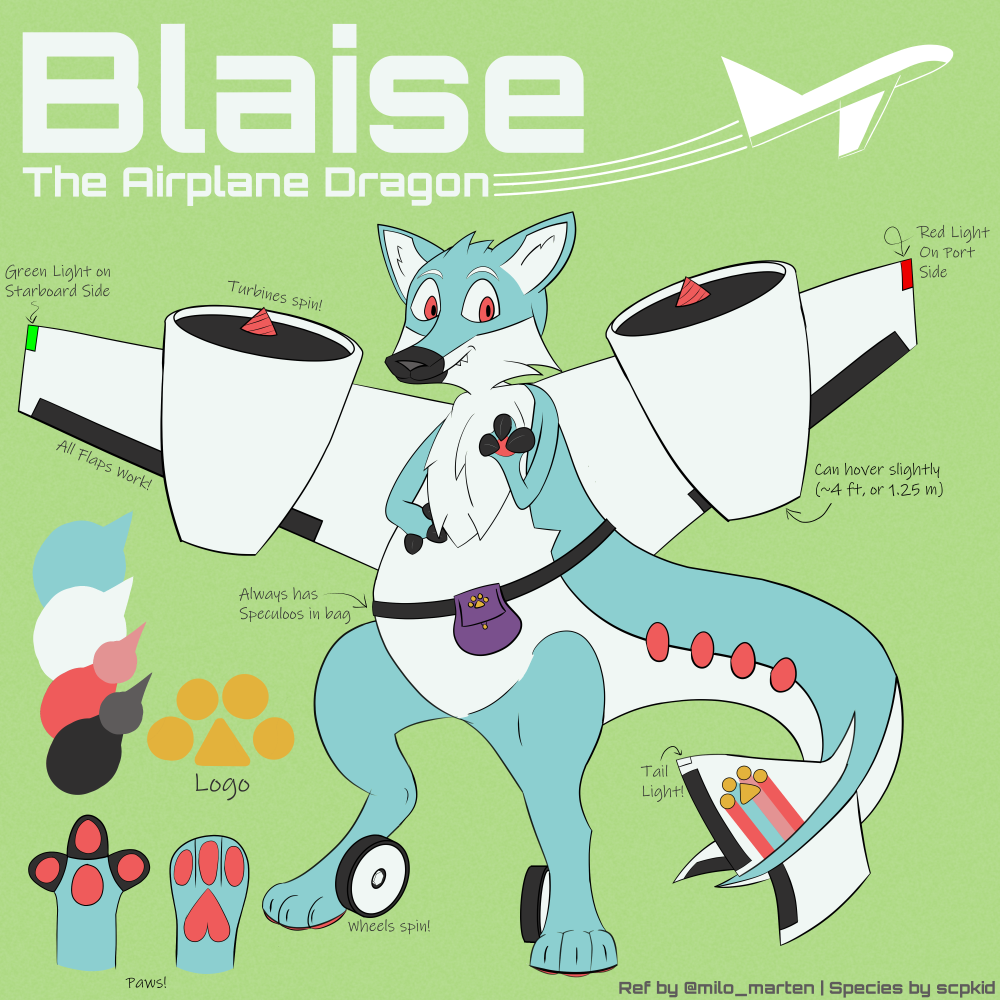 Blaise
The Airplane Dragon
Red Light
On Port
Side
Green Light on
Starboard Side
Turbines spin!
All Flaps Work!
Can hover slightly
(~4 ft, or 1.25 m)
Always has
Speculoos in bag
Logo
Tail
Light!
Wheels spin!
Paws!
Ref by @milo_marten | Species by scpkid